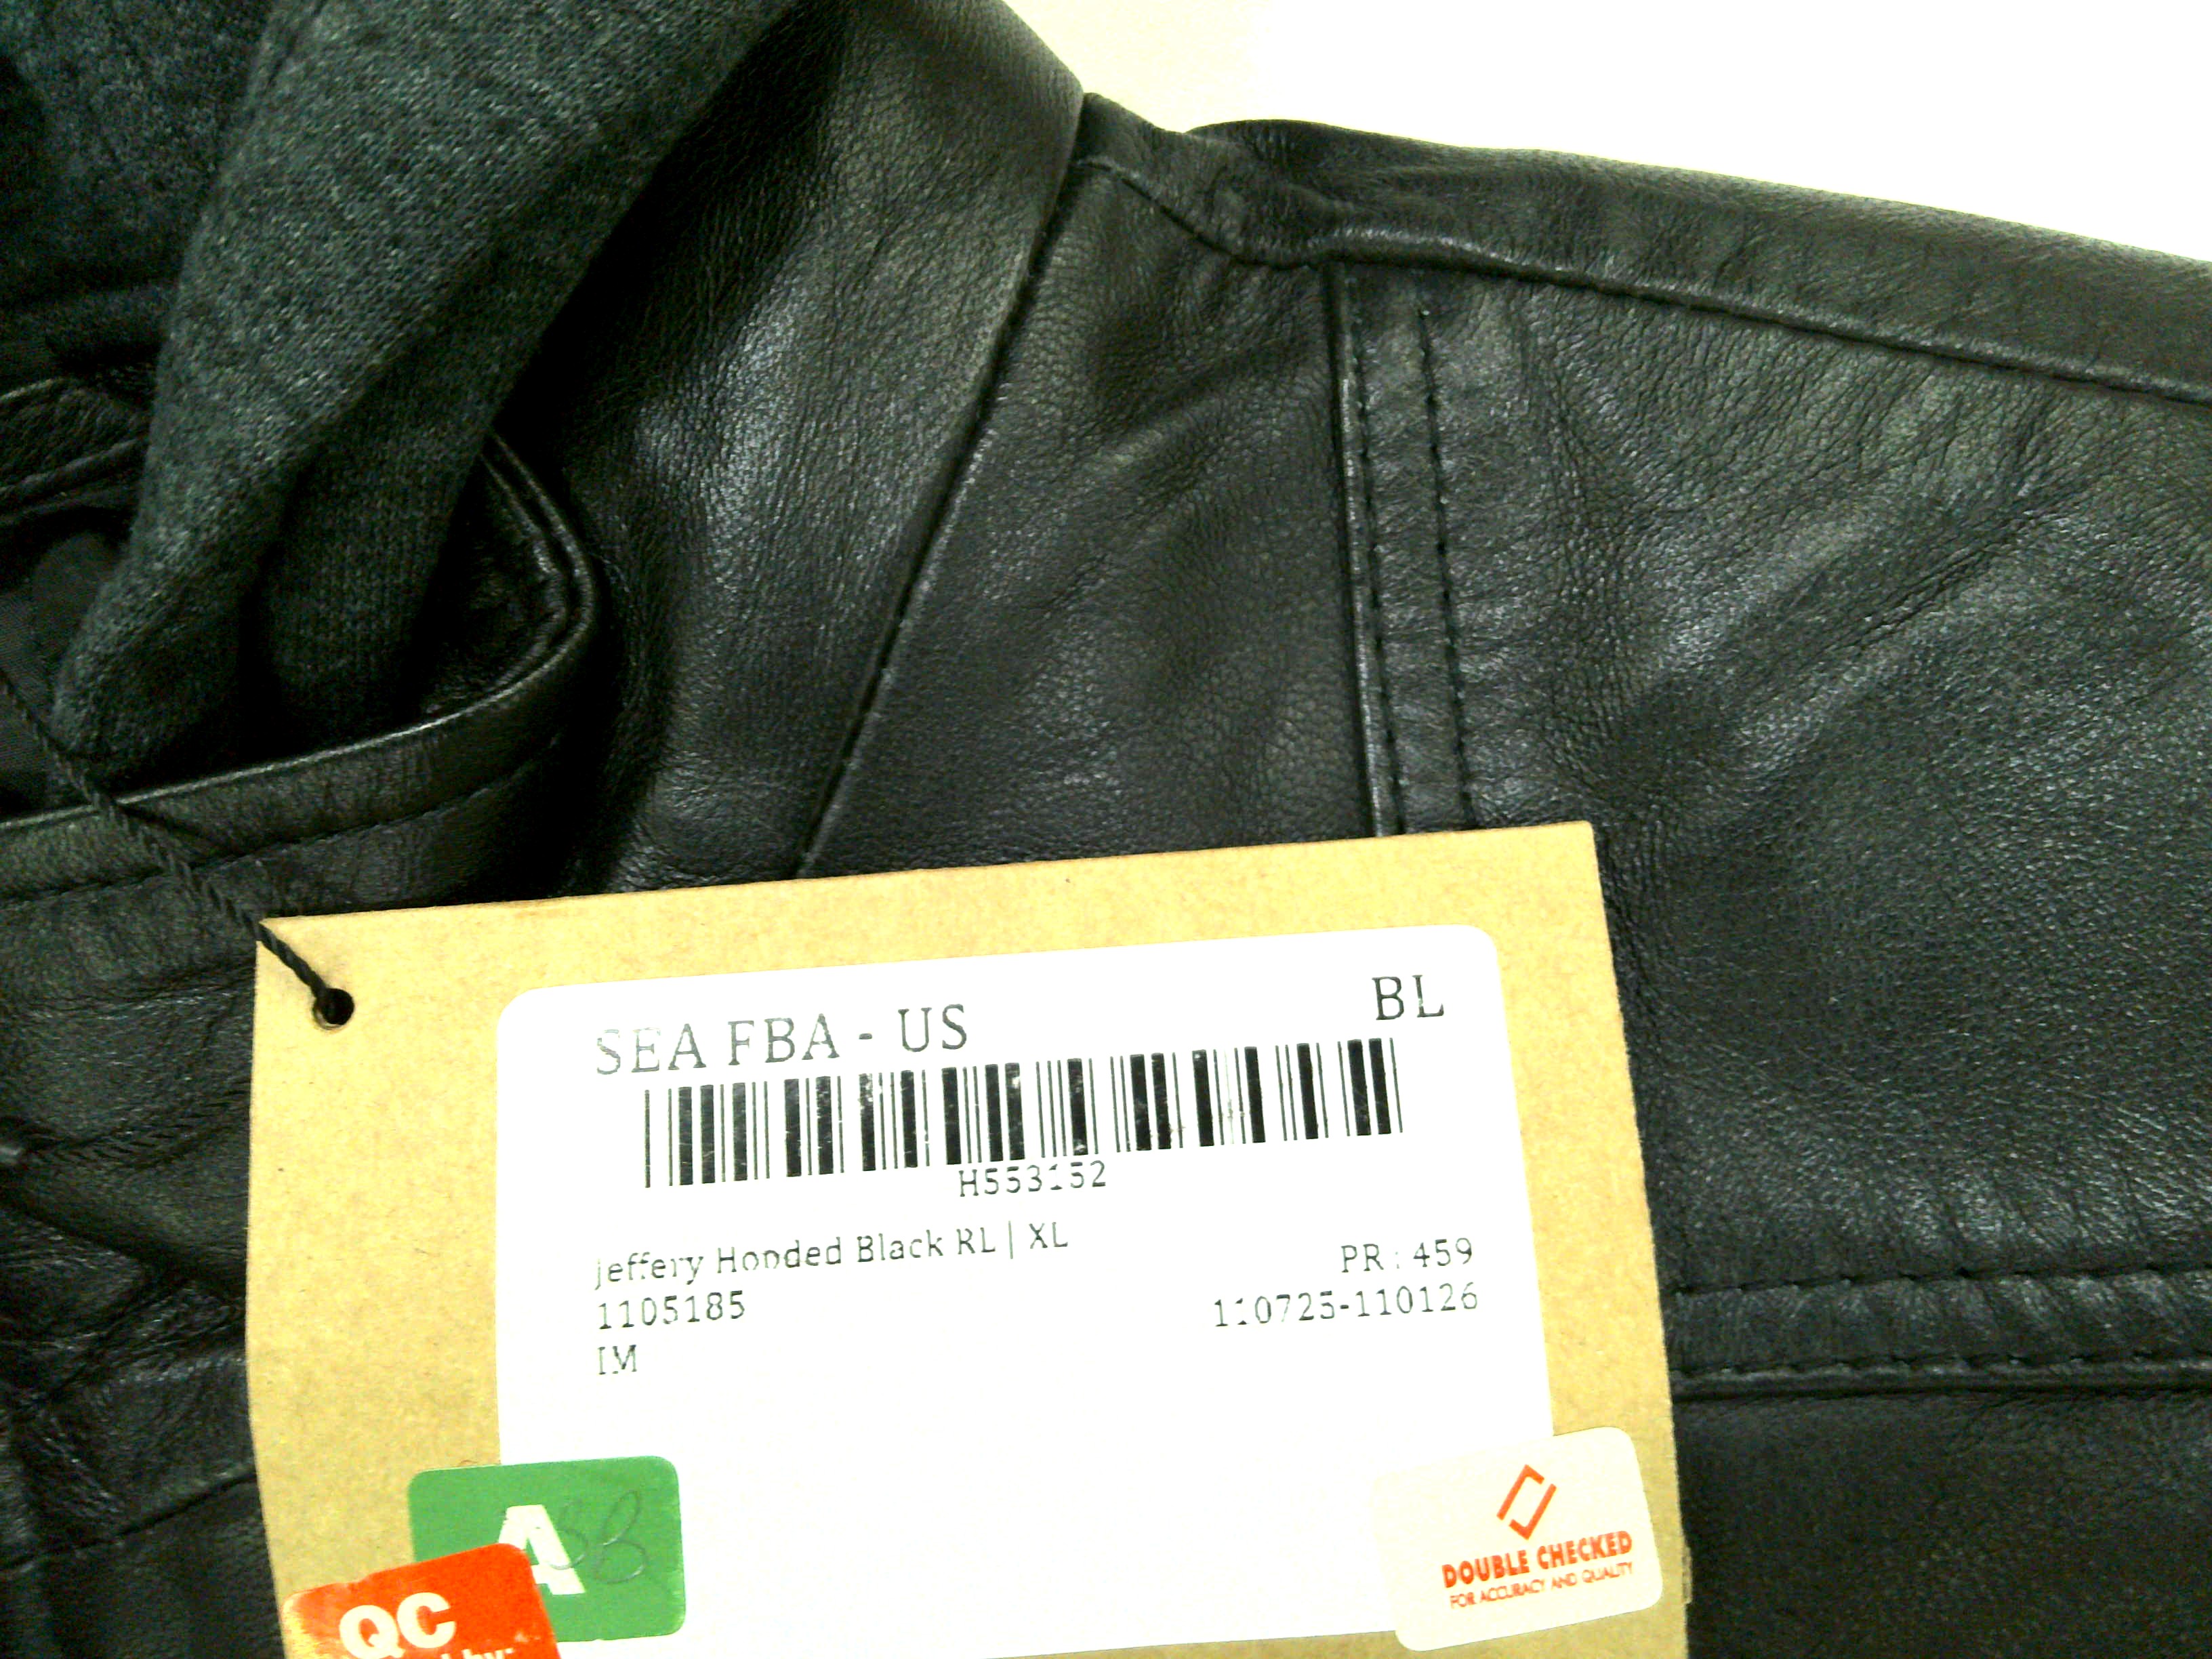 SEA FBA - US
BL
H553152
Jeffery Hooded Black RL | XL
PR : 459
1105185
110725-110126
IM
A
QC
by:
DOUBLE CHECKED
FOR ACCURACY AND QUALITY